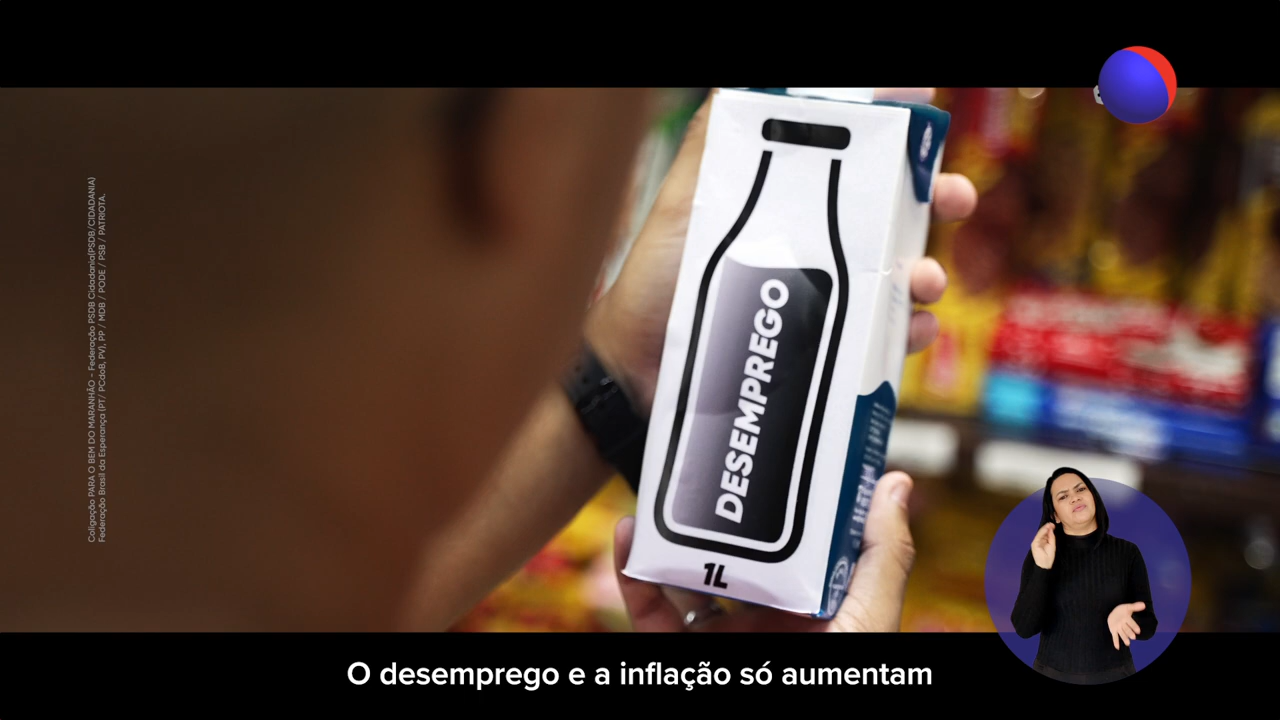 Coligação PARA O BEM DO MARANHÃO - Federação PSDB Cidadania(PSDB/CIDADANIA)
Federação Brasil da Esperança (PT/ PCdoB, PV), PP / MDB / PODE / PSB / PATRIOTA.
DESEMPREGO
1L
O desemprego e a inflação só aumentam